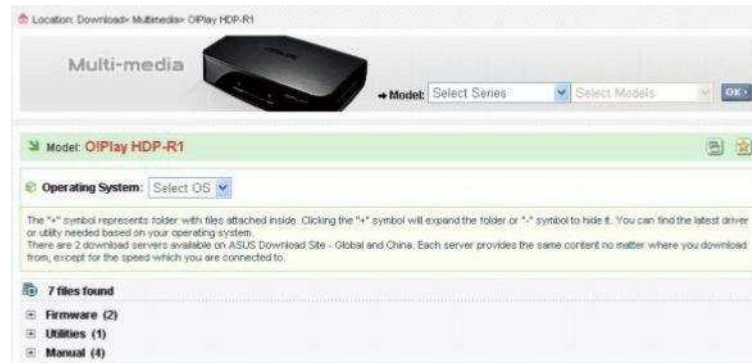 Location: Download> Multimedia> O!Play HDP-R1
Multi-media
Model: Select Series Select Models OK
Model: O!Play HDP-R1
Operating System: Select OS
The "+" symbol represents folder with files attached inside. Clicking the "+" symbol will expand the folder or "-" symbol to hide it. You can find the latest driver
or utility needed based on your operating system.
There are 2 download servers available on ASUS Download Site - Global and China. Each server provides the same content no matter where you download
from, except for the speed which you are connected to.
7 files found
Firmware (2)
Utilities (1)
Manual (4)